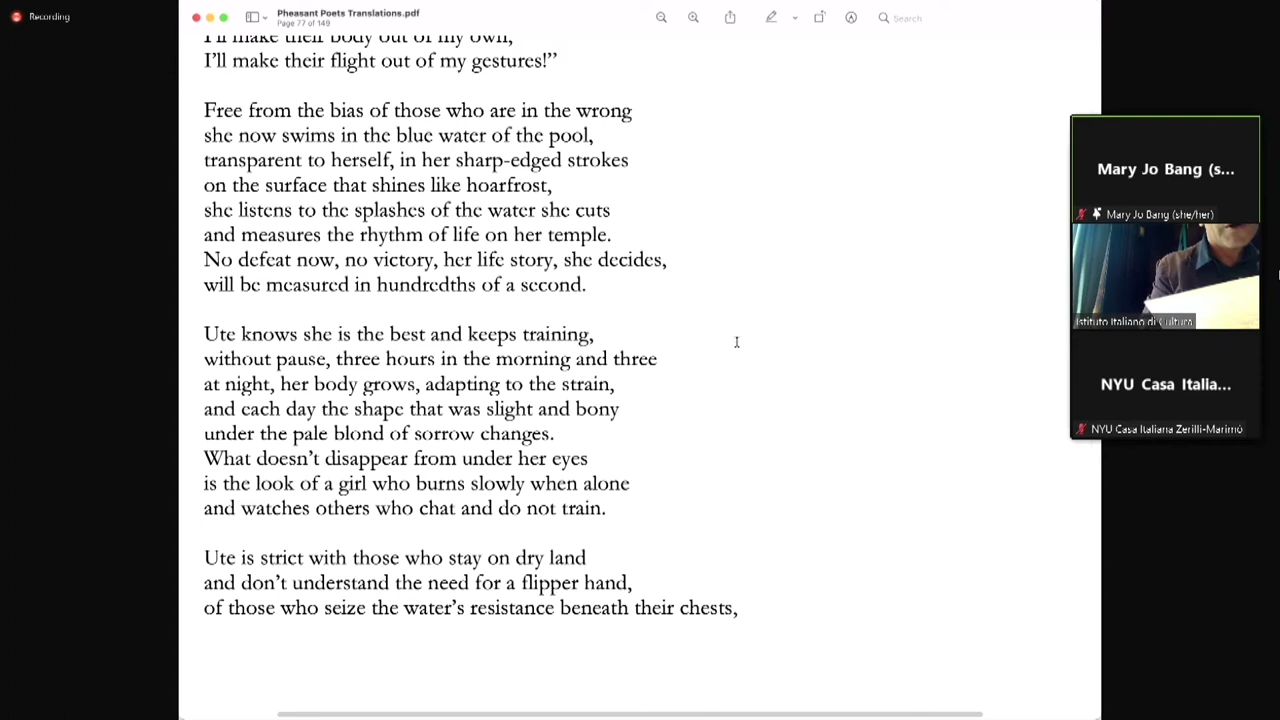 Recording
Pheasant Poets Translations.pdf
Page 77 of 149
Search
I'll make their body out of my own,
I'll make their flight out of my gestures!”
Free from the bias of those who are in the wrong
she now swims in the blue water of the pool,
transparent to herself, in her sharp-edged strokes
on the surface that shines like hoarfrost,
she listens to the splashes of the water she cuts
and measures the rhythm of life on her temple.
No defeat now, no victory, her life story, she decides,
will be measured in hundredths of a second.
Ute knows she is the best and keeps training,
without pause, three hours in the morning and three
at night, her body grows, adapting to the strain,
and each day the shape that was slight and bony
under the pale blond of sorrow changes.
What doesn't disappear from under her eyes
is the look of a girl who burns slowly when alone
and watches others who chat and do not train.
Ute is strict with those who stay on dry land
and don't understand the need for a flipper hand,
of those who seize the water's resistance beneath their chests,
Mary Jo Bang (s...
Mary Jo Bang (she/her)
Istituto Italiano di Cultura
NYU Casa Italia...
NYU Casa Italiana Zerilli-Marimò